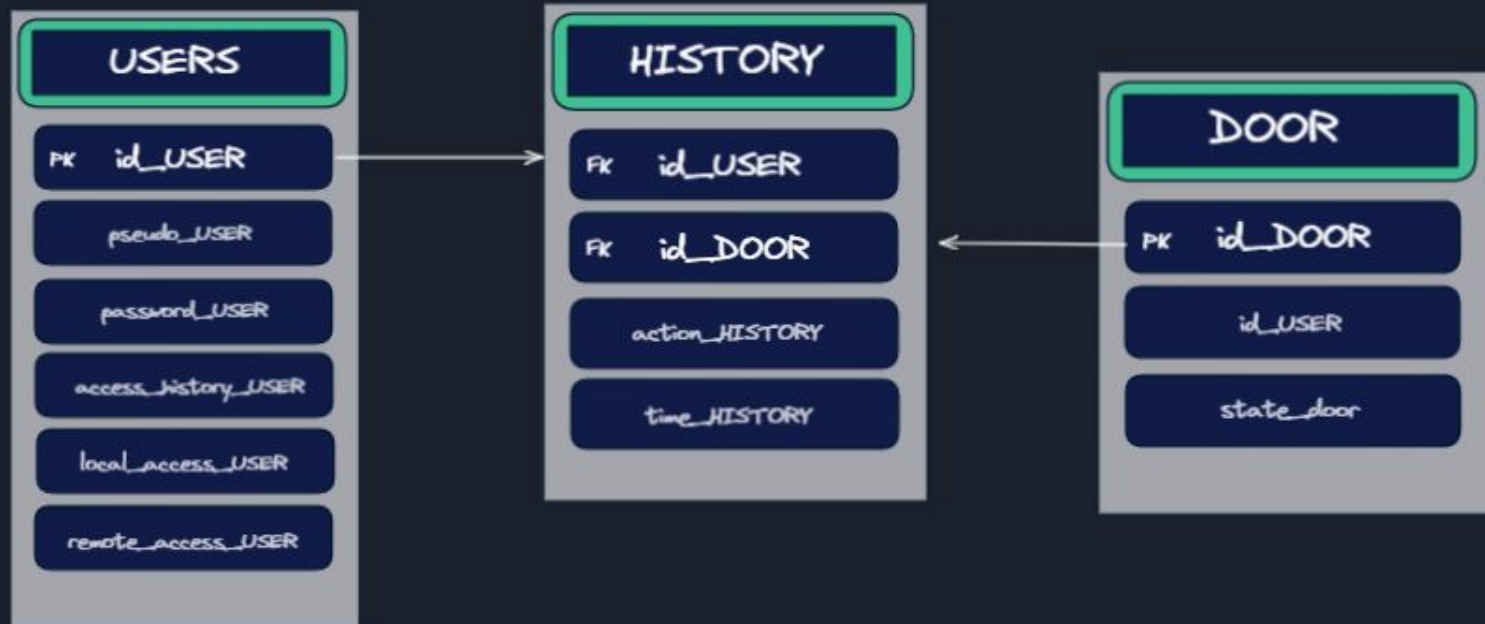 USERS
PK id_USER
pseudo_USER
password_USER
access_history_USER
local_access_USER
remote_access_USER
HISTORY
FK id_USER
FK id_DOOR
action_HISTORY
time_HISTORY
DOOR
PK id_DOOR
id_USER
state_door